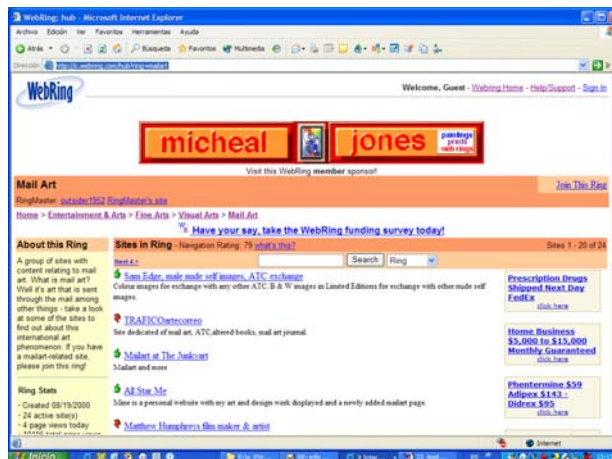 WebRing: hub - Microsoft Internet Explorer
Archivo Edición Ver Favoritos Herramientas Ayuda
Atrás Búsqueda Favoritos Multimedia
Dirección
WebRing
Welcome, Guest - Webring Home - Help/Support - Sign In
micheal jones paintings prints web rings
Visit this WebRing member sponsor!
Mail Art
Join This Ring
RingMaster: outsider1952 RingMaster's site
Home > Entertainment & Arts > Fine Arts > Visual Arts > Mail Art
Have your say, take the WebRing funding survey today!
About this Ring
A group of sites with
content relating to mail
art. What is mail art?
Well it's art that is sent
through the mail among
other things - take a look
at some of the sites to
find out about this
international art
phenomenon. If you have
a mailart-related site,
please join this ring!
Ring Stats
- Created 08/19/2000
- 24 active site(s)
- 4 page views today
Sites in Ring - Navigation Rating: 79 what's this?
Sites 1 - 20 of 24
Next 4 >
Search Ring
Sam Edge, male nude self images, ATC exchange
Colour images for exchange with any other ATC. B & W images in Limited Editions for exchange with other nude self
images.
TRAFICOartecorreo
Site dedicated of mail art, ATC, altered books, mail art journal.
Mailart at The Junkyart
Mailart and more
All Star Me
Mine is a personal website with my art and design work displayed and a newly added mailart page.
Matthew Humphreys film maker & artist
Prescription Drugs
Shipped Next Day
FedEx
click here
Home Business
$5,000 to $15,000
Monthly Guaranteed
click here
Phentermine $59
Adipex $143 -
Didrex $95
click here
Internet
Inicio